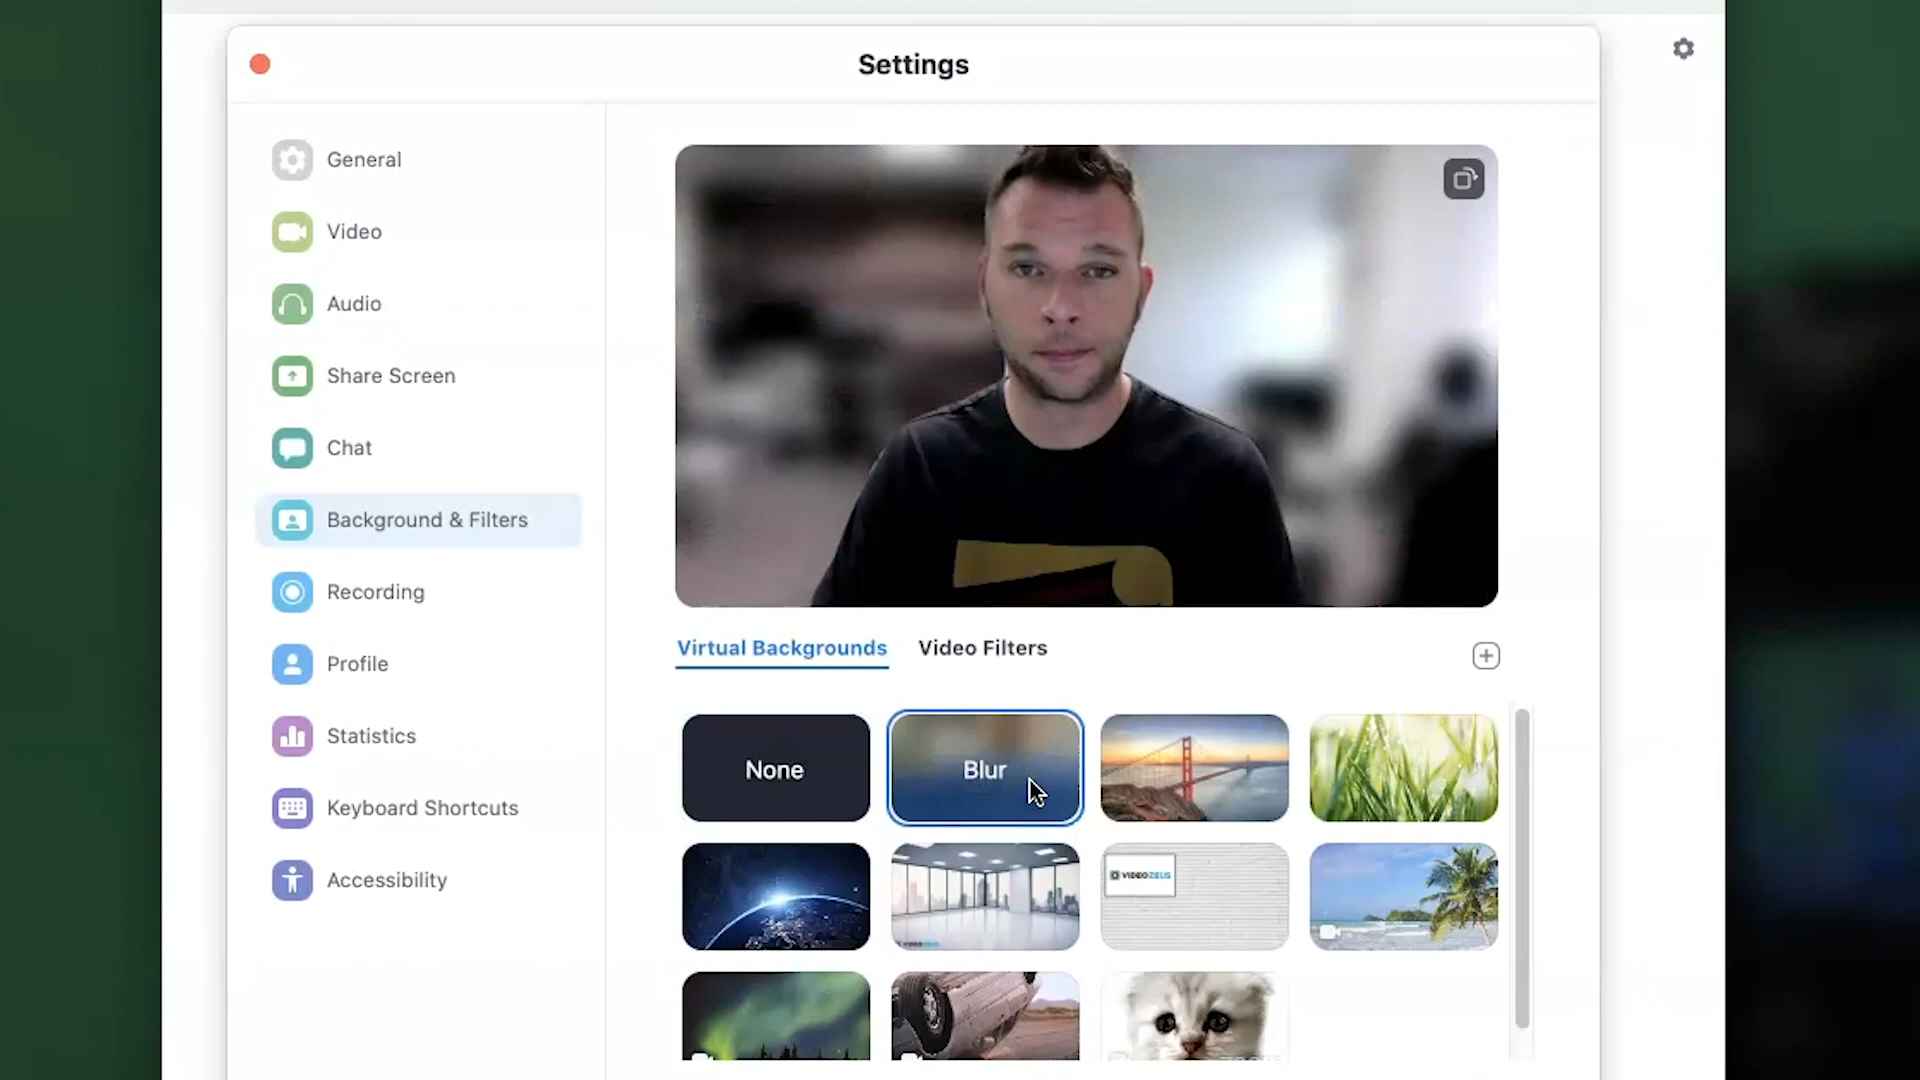 Settings
General
Video
Audio
Share Screen
Chat
Background & Filters
Recording
Profile
Statistics
Keyboard Shortcuts
Accessibility
Virtual Backgrounds
Video Filters
None
Blur
VIDEOZEUS